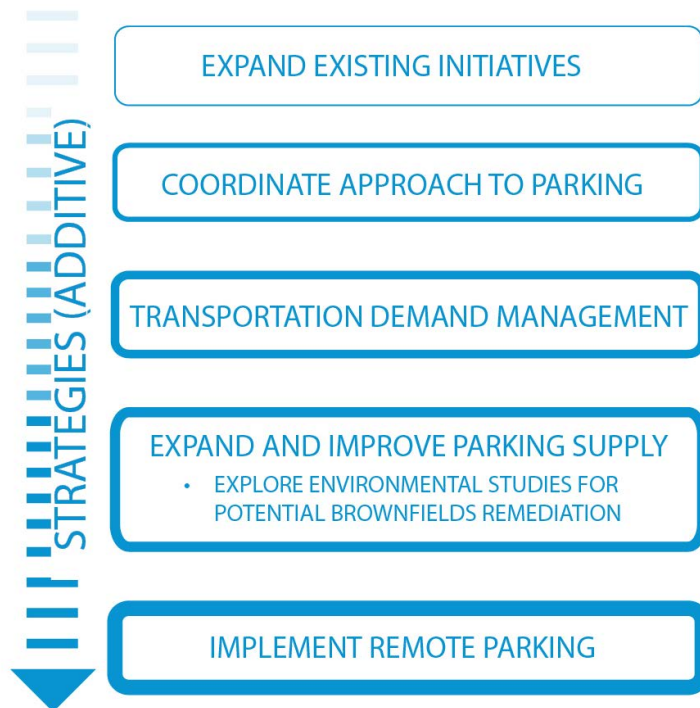 STRATEGIES (ADDITIVE)
EXPAND EXISTING INITIATIVES
COORDINATE APPROACH TO PARKING
TRANSPORTATION DEMAND MANAGEMENT
EXPAND AND IMPROVE PARKING SUPPLY
• EXPLORE ENVIRONMENTAL STUDIES FOR
POTENTIAL BROWNFIELDS REMEDIATION
IMPLEMENT REMOTE PARKING